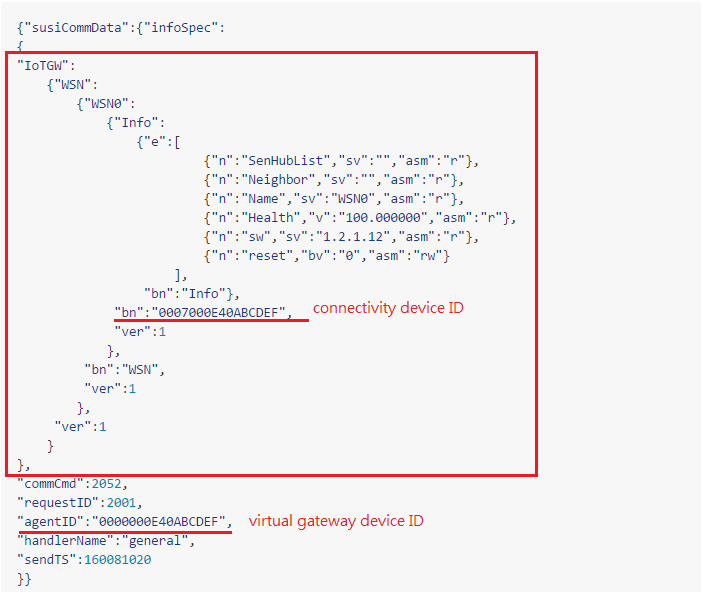 {"susiCommData":{"infoSpec":
{
"IoTGW":
{"WSN":
{"WSN0":
{"Info":
{"e":[
{"n":"SenHubList","sv":"","asm":"r"},
{"n":"Neighbor","sv":"","asm":"r"},
{"n":"Name","sv":"WSN0","asm":"r"},
{"n":"Health","v":"100.000000","asm":"r"},
{"n":"sw","sv":"1.2.1.12","asm":"r"},
{"n":"reset","bv":"0","asm":"rw"}
],
"bn":"Info"},
"bn":"0007000E40ABCDEF", connectivity device ID
"ver":1
},
"bn":"WSN",
"ver":1
},
"ver":1
}
},
"commCmd":2052,
"requestID":2001,
"agentID":"0000000E40ABCDEF", virtual gateway device ID
"handlerName":"general",
"sendTS":160081020
}}